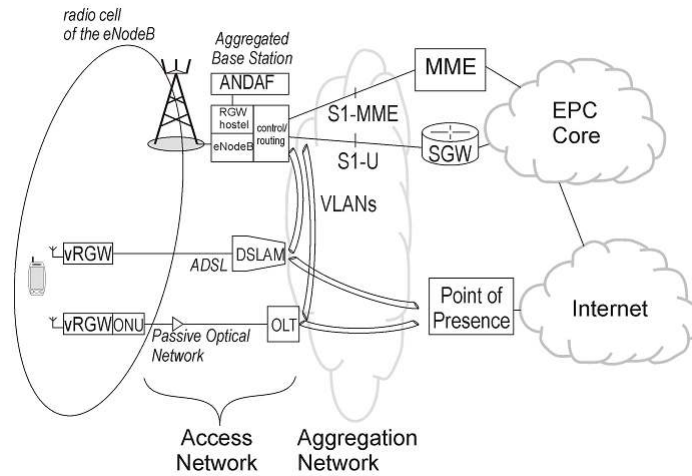 radio cell
of the eNodeB
Aggregated
Base Station
ANDAF
RGW
hostel
control/
routing
eNodeB
MME
S1-MME
EPC
Core
SGW
S1-U
VLANs
vRGW
ADSL
DSLAM
Point of
Presence
Internet
vRGW
ONU
Passive Optical
Network
OLT
Access
Network
Aggregation
Network